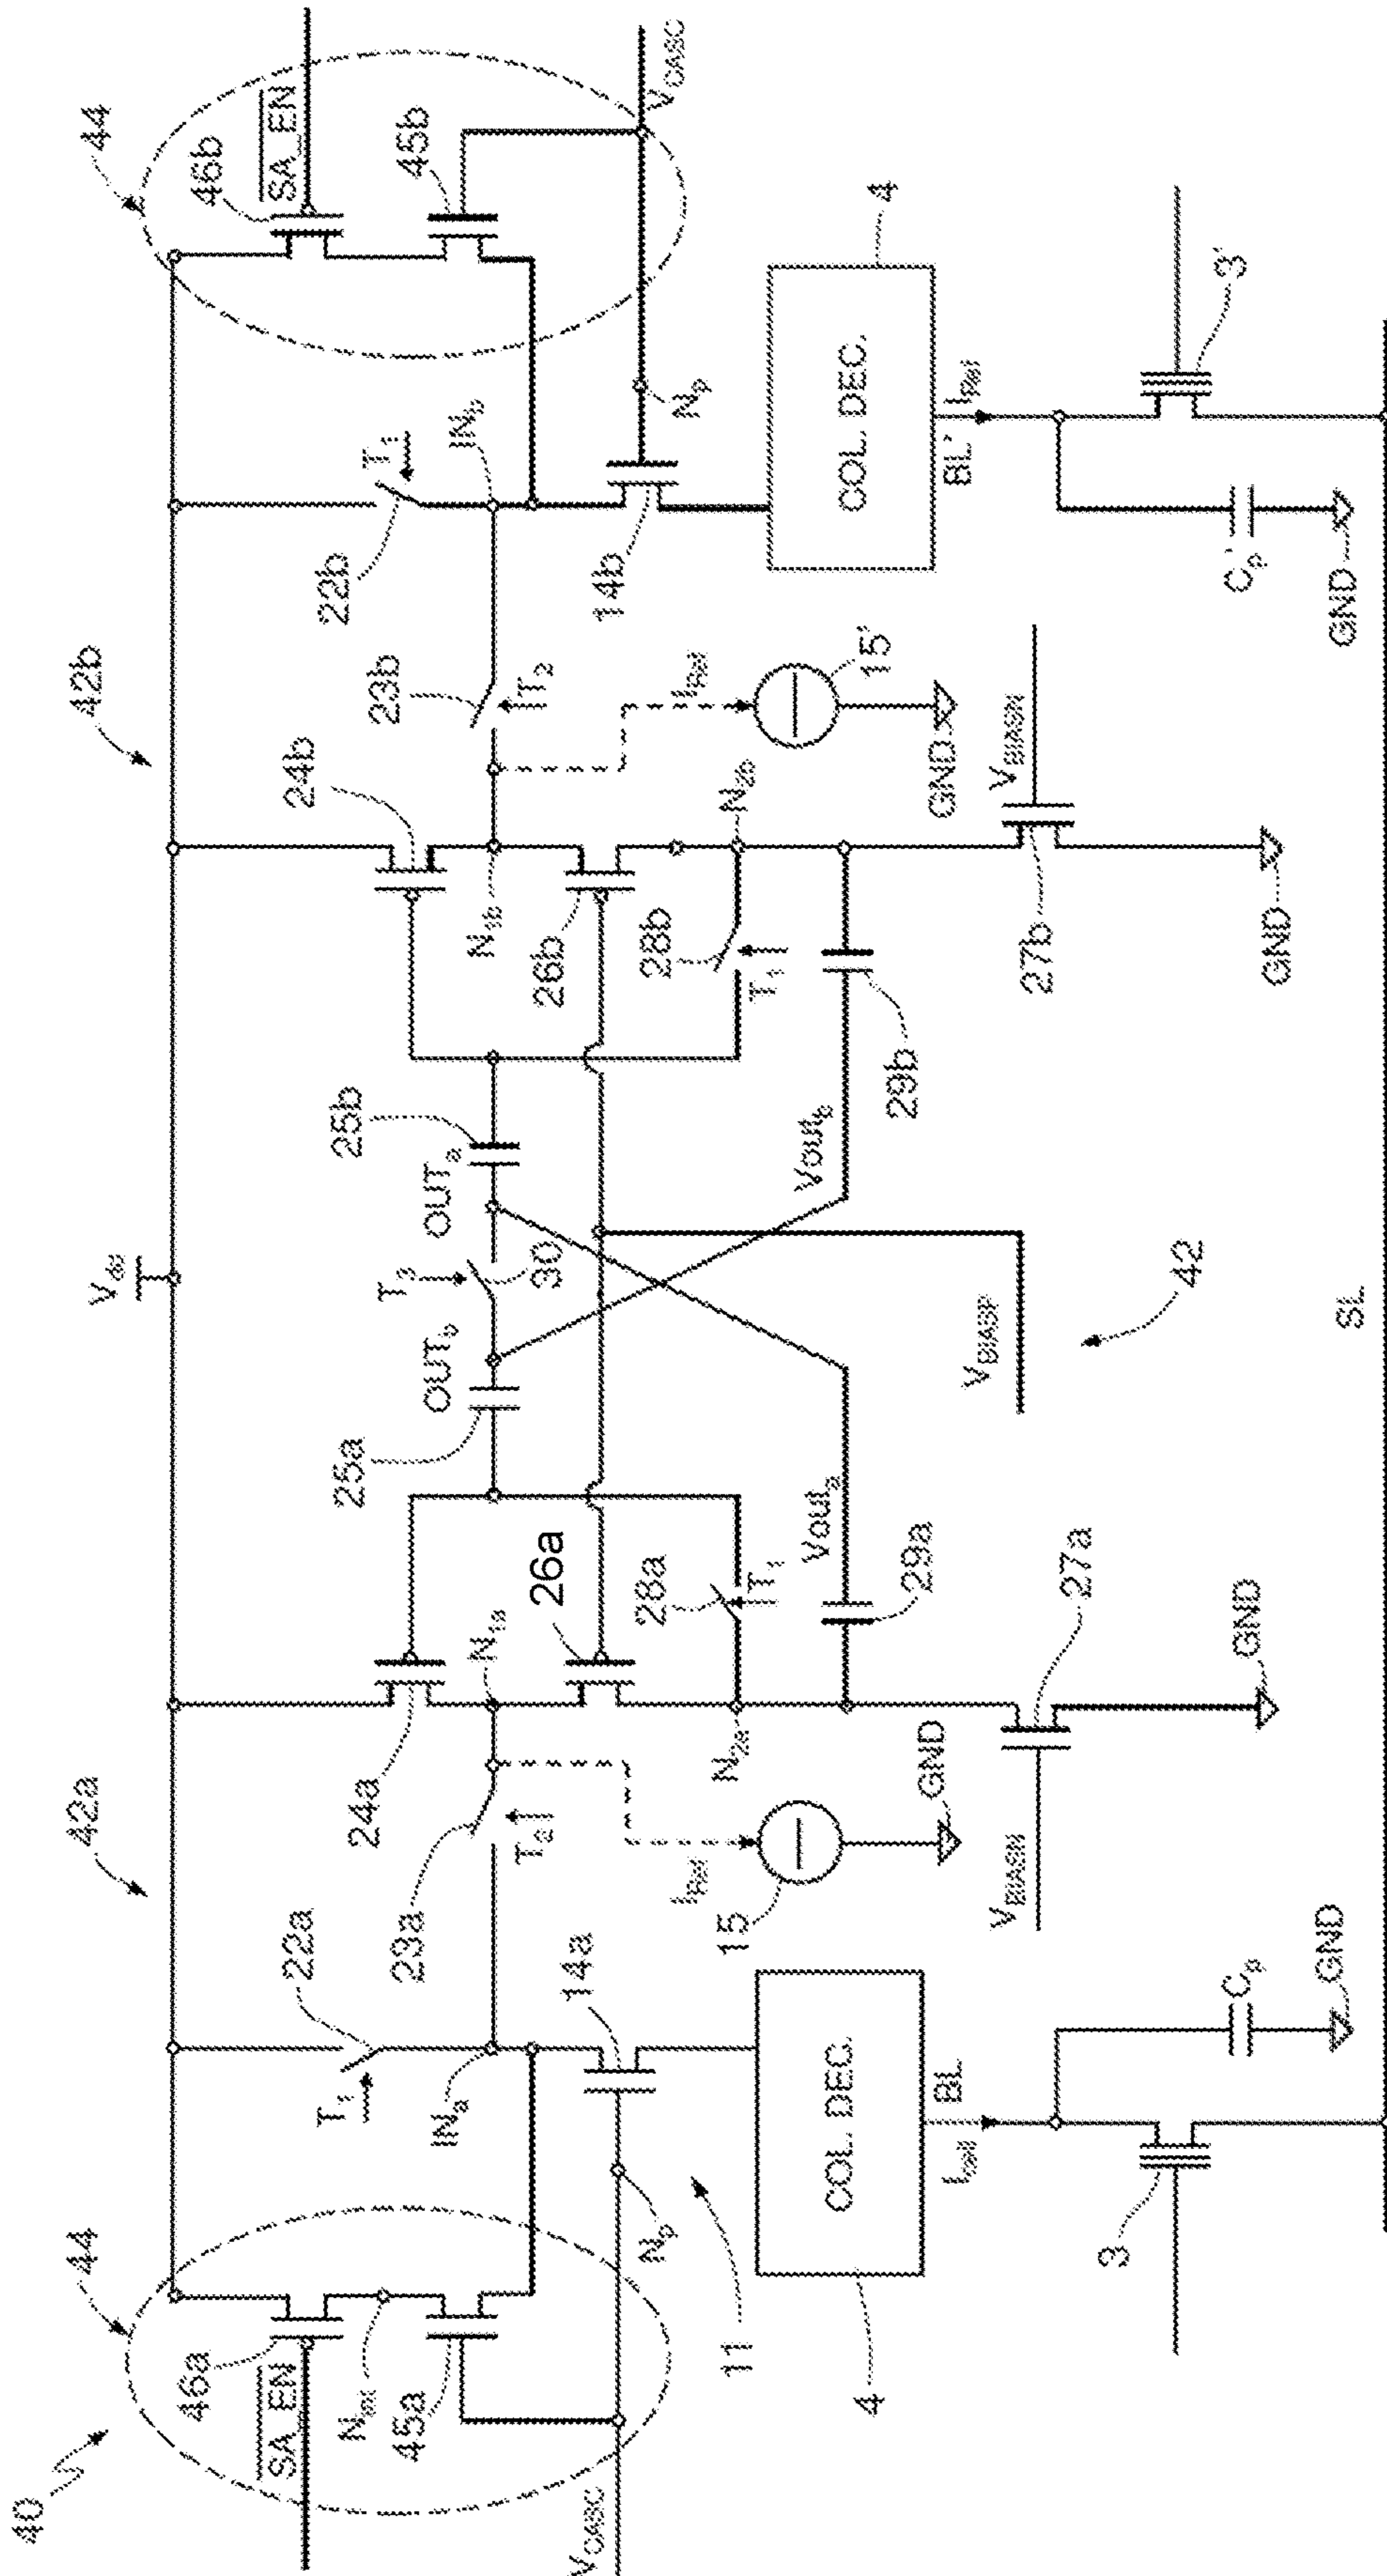 40
44
42a
V_dd
42b
44
46a
SA_EN
N_int
45a
V_CASC
22a
T_1
IN_a
N_p
14a
11
23a
T_2
24a
N_1a
26a
25a
OUT_b
T_3
30
OUT_a
25b
24b
N_1b
26b
23b
T_2
22b
T_1
IN_b
N_p
14b
46b
SA_EN
45b
V_CASC
I_Ref
15
GND
N_2a
28a
T_1
Vout_a
29a
V_BIASN
27a
GND
V_BIASP
42
Vout_b
29b
28b
T_1
N_2b
V_BIASN
27b
GND
I_Ref
15'
GND
COL. DEC.
4
I_cell
BL
C_p
GND
3
COL. DEC.
4
BL'
I_Ref
C_p'
GND
3'
SL